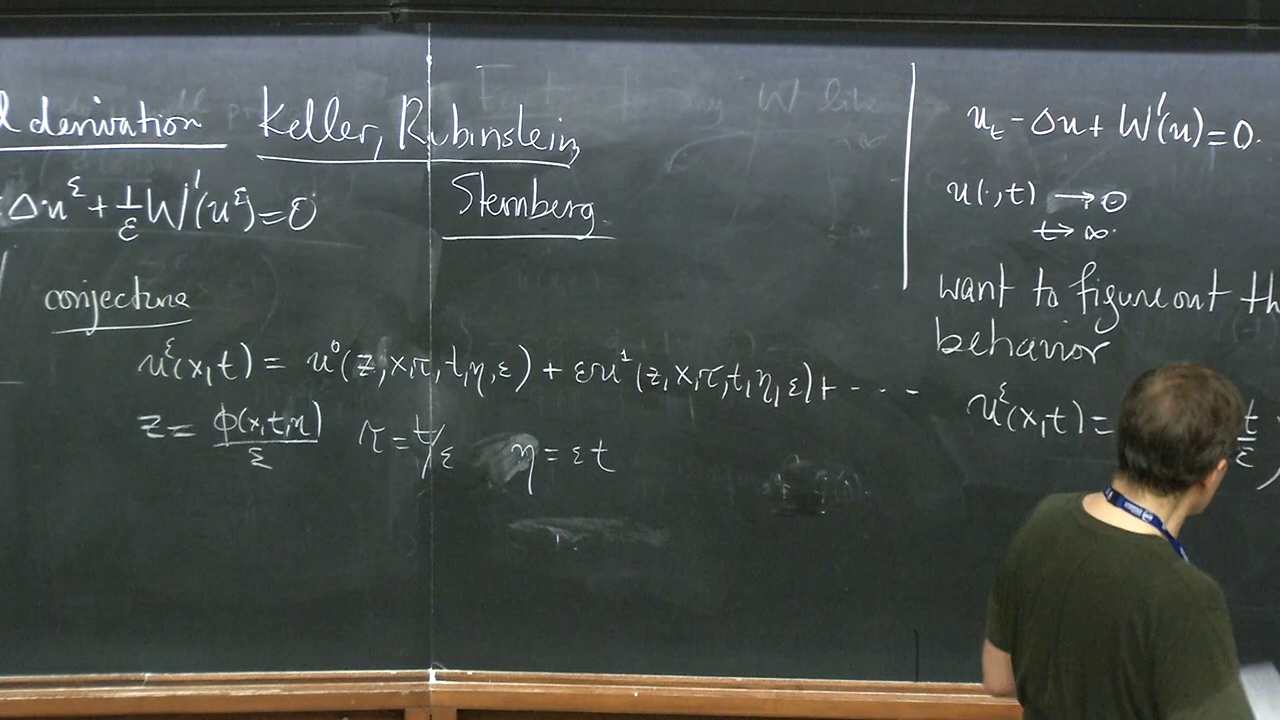 derivation Keller, Rubinstein,
Sternberg.
Δu^ε + 1/ε W'(u^ε) = 0
conjecture
u^ε(x,t) = u^0(z,x,τ,t,η,ε) + εu^1(z,x,τ,t,η,ε) + ...
z = φ(x,t,η)/ε τ = t/ε η = εt
u_t - Δu + W'(u) = 0.
u(·,t) → 0
t → ∞.
want to figure out
behavior
u^ε(x,t) = t/ε )